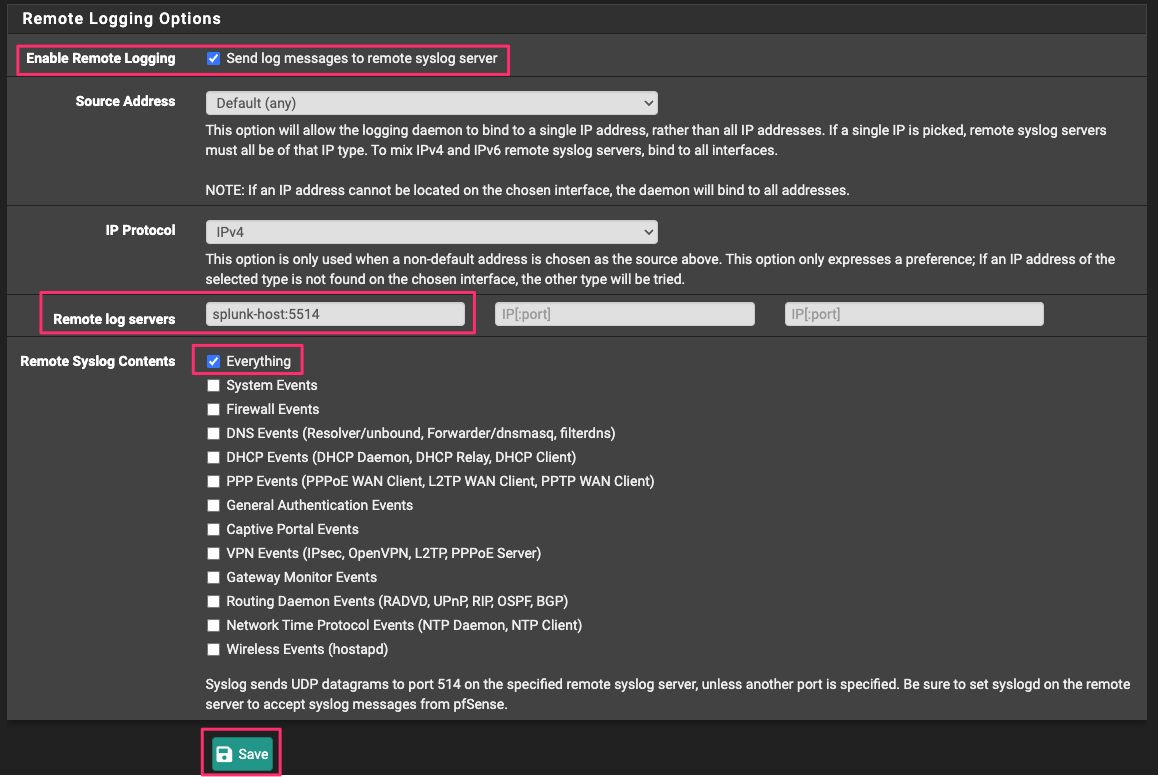 Remote Logging Options
Enable Remote Logging Send log messages to remote syslog server
Source Address Default (any)
This option will allow the logging daemon to bind to a single IP address, rather than all IP addresses. If a single IP is picked, remote syslog servers
must all be of that IP type. To mix IPv4 and IPv6 remote syslog servers, bind to all interfaces.
NOTE: If an IP address cannot be located on the chosen interface, the daemon will bind to all addresses.
IP Protocol IPv4
This option is only used when a non-default address is chosen as the source above. This option only expresses a preference; If an IP address of the
selected type is not found on the chosen interface, the other type will be tried.
Remote log servers splunk-host:5514 IP[:port] IP[:port]
Remote Syslog Contents Everything
System Events
Firewall Events
DNS Events (Resolver/unbound, Forwarder/dnsmasq, filterdns)
DHCP Events (DHCP Daemon, DHCP Relay, DHCP Client)
PPP Events (PPPoE WAN Client, L2TP WAN Client, PPTP WAN Client)
General Authentication Events
Captive Portal Events
VPN Events (IPsec, OpenVPN, L2TP, PPPoE Server)
Gateway Monitor Events
Routing Daemon Events (RADVD, UPnP, RIP, OSPF, BGP)
Network Time Protocol Events (NTP Daemon, NTP Client)
Wireless Events (hostapd)
Syslog sends UDP datagrams to port 514 on the specified remote syslog server, unless another port is specified. Be sure to set syslogd on the remote
server to accept syslog messages from pfSense.
Save